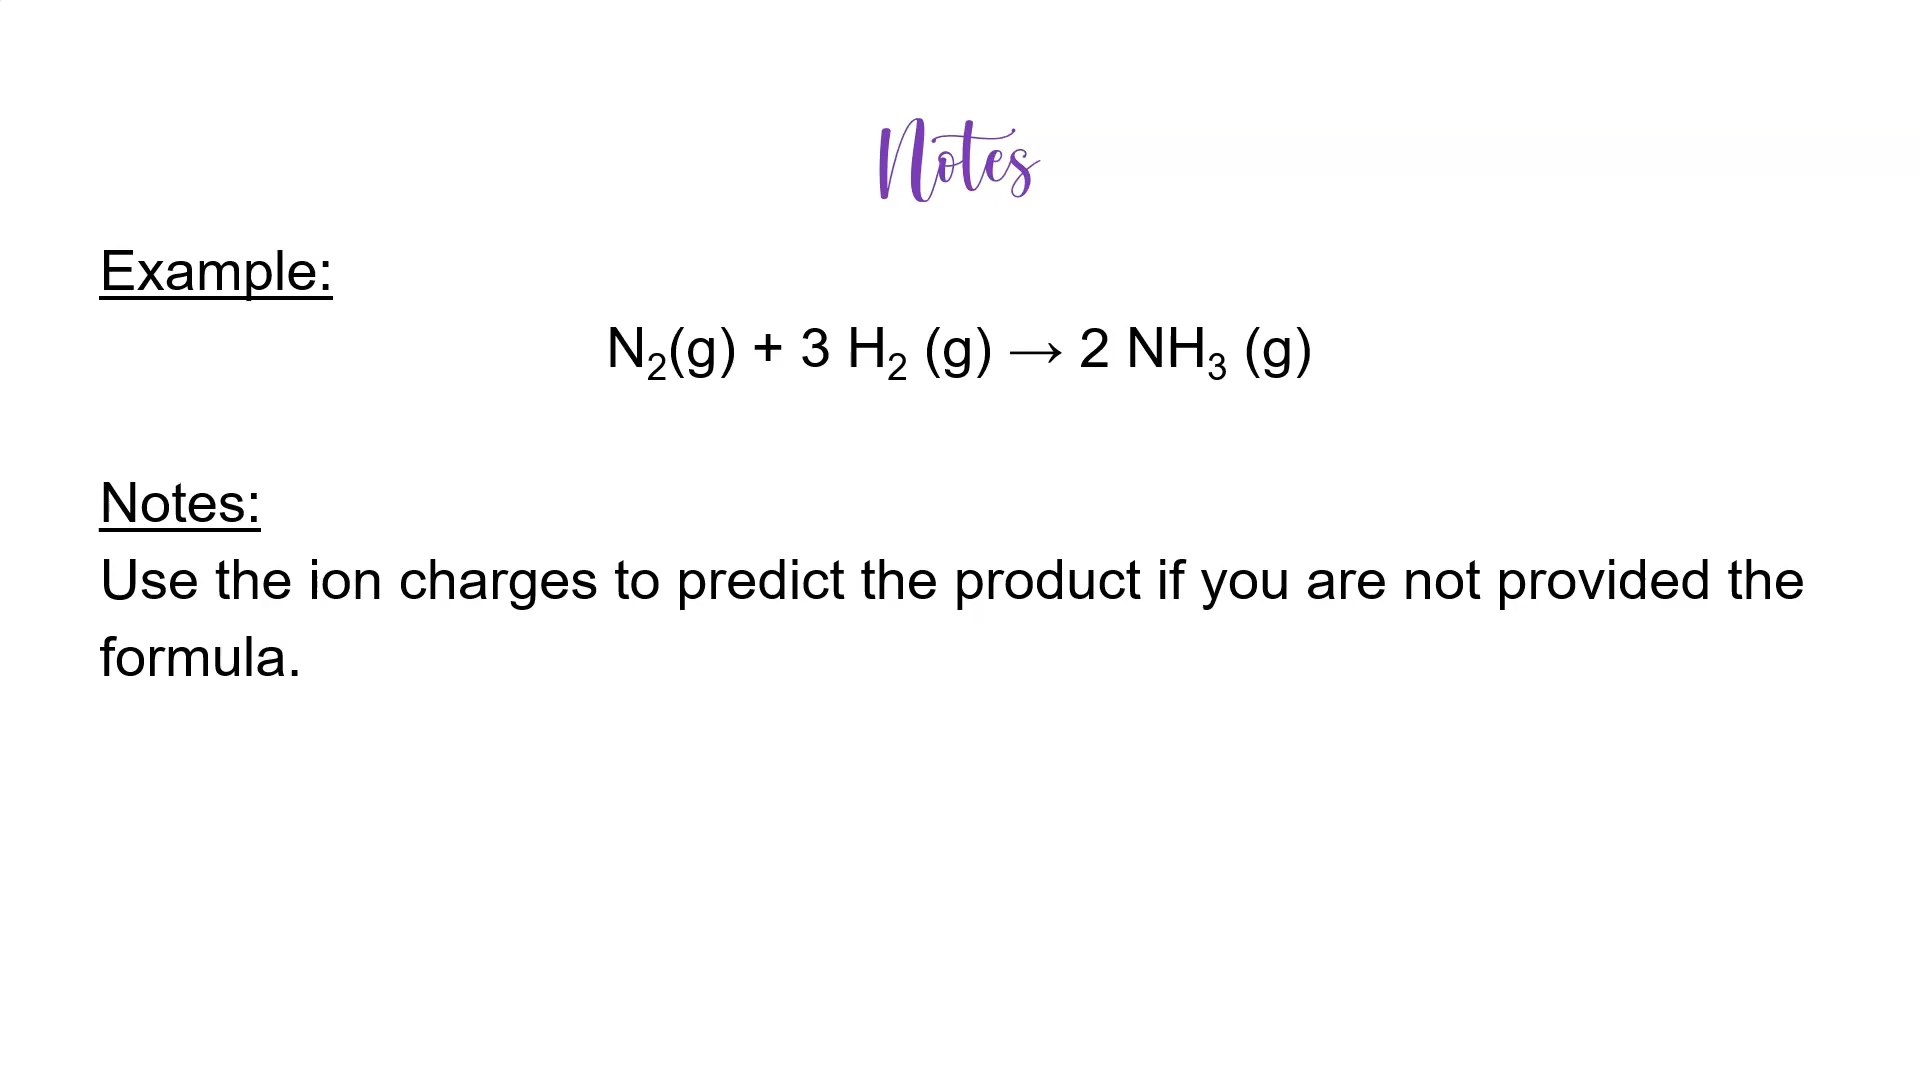 Notes
Example:
N₂(g) + 3 H₂ (g) → 2 NH₃ (g)
Notes:
Use the ion charges to predict the product if you are not provided the
formula.